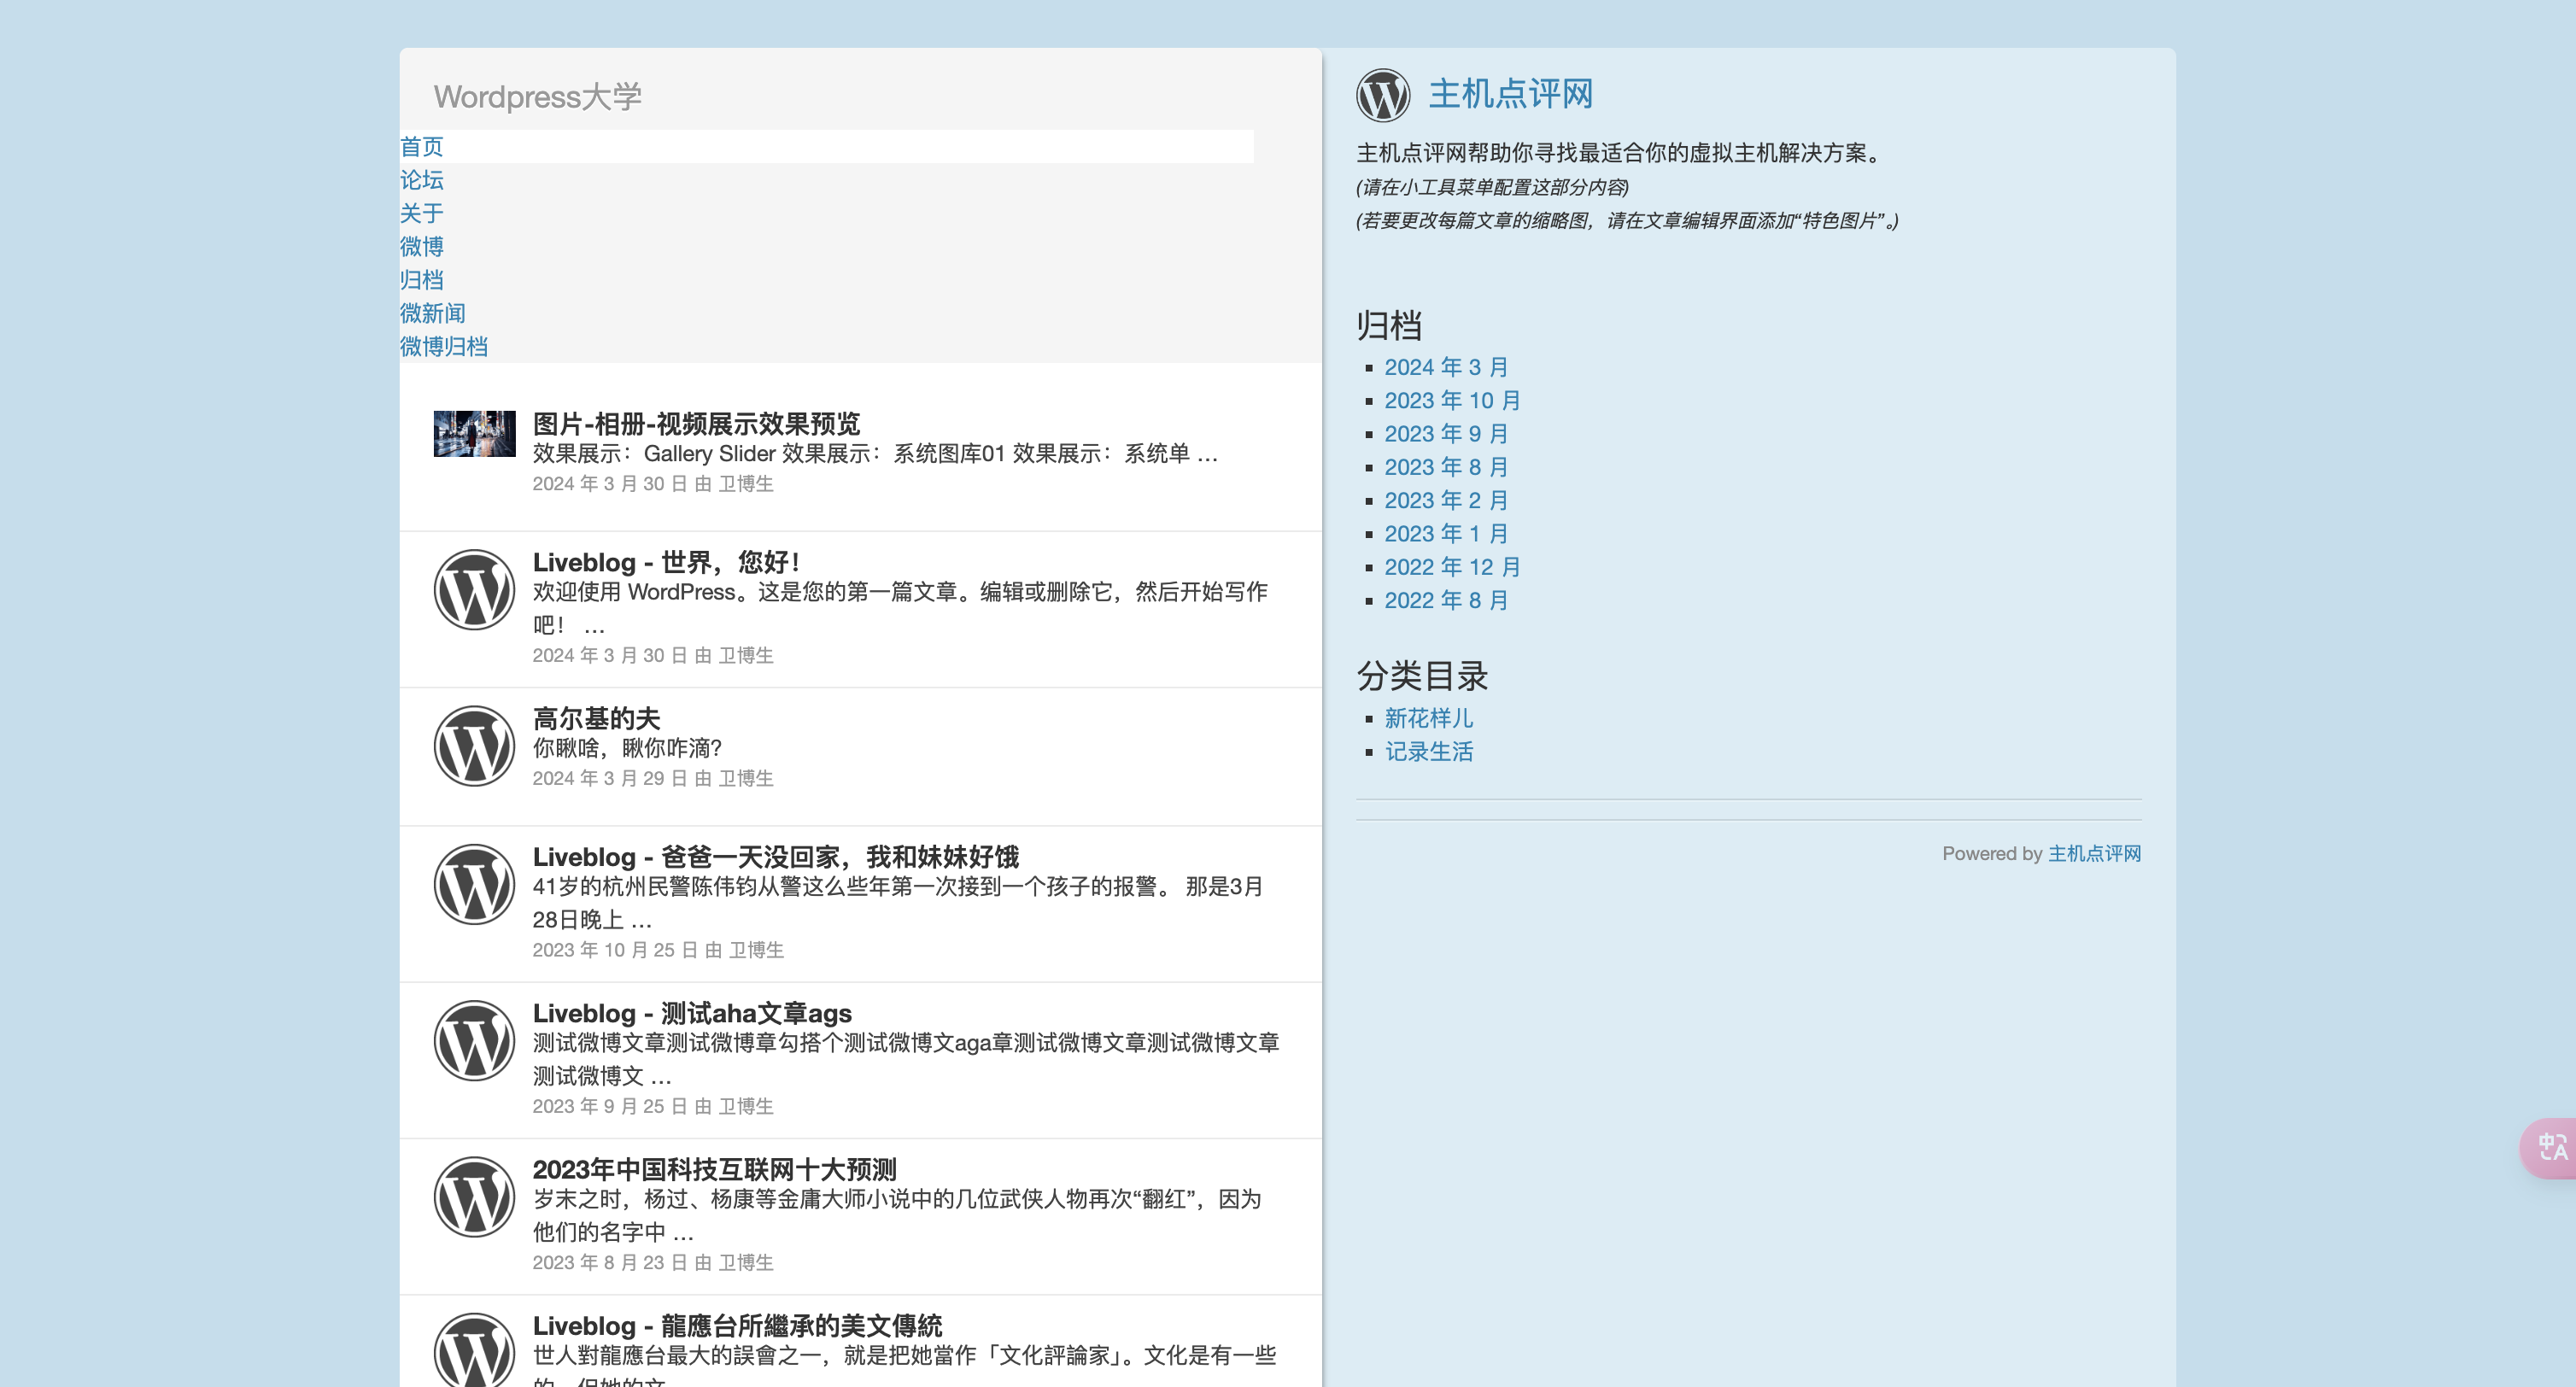 Wordpress大学
首页
论坛
关于
微博
归档
微新闻
微博归档
图片-相册-视频展示效果预览
效果展示：Gallery Slider 效果展示：系统图库01 效果展示：系统单 …
2024 年 3 月 30 日 由 卫博生
Liveblog - 世界，您好！
欢迎使用 WordPress。这是您的第一篇文章。编辑或删除它，然后开始写作
吧！ …
2024 年 3 月 30 日 由 卫博生
高尔基的夫
你瞅啥，瞅你咋滴?
2024 年 3 月 29 日 由 卫博生
Liveblog - 爸爸一天没回家，我和妹妹好饿
41岁的杭州民警陈伟钧从警这么些年第一次接到一个孩子的报警。 那是3月
28日晚上 …
2023 年 10 月 25 日 由 卫博生
Liveblog - 测试aha文章ags
测试微博文章测试微博章勾搭个测试微博文aga章测试微博文章测试微博文章
测试微博文 …
2023 年 9 月 25 日 由 卫博生
2023年中国科技互联网十大预测
岁末之时，杨过、杨康等金庸大师小说中的几位武侠人物再次“翻红”，因为
他们的名字中 …
2023 年 8 月 23 日 由 卫博生
Liveblog - 龍應台所繼承的美文傳統
世人對龍應台最大的誤會之一，就是把她當作「文化評論家」。文化是有一些
主机点评网
主机点评网帮助你寻找最适合你的虚拟主机解决方案。
(请在小工具菜单配置这部分内容)
(若要更改每篇文章的缩略图，请在文章编辑界面添加“特色图片”。)
归档
2024 年 3 月
2023 年 10 月
2023 年 9 月
2023 年 8 月
2023 年 2 月
2023 年 1 月
2022 年 12 月
2022 年 8 月
分类目录
新花样儿
记录生活
Powered by 主机点评网